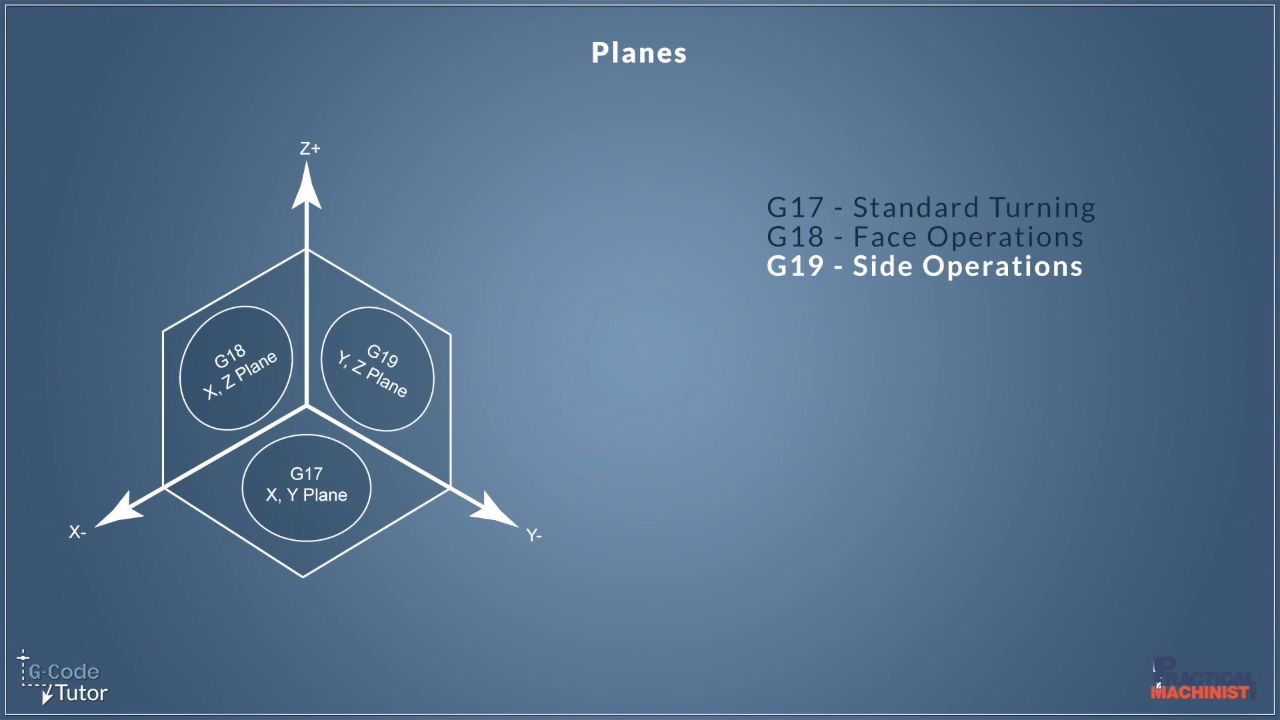 Planes
Z+
G17 - Standard Turning
G18 - Face Operations
G19 - Side Operations
G18
X, Z Plane
G19
Y, Z Plane
G17
X, Y Plane
X-
Y-
G-Code
Tutor
PRACTICAL
MACHINIST